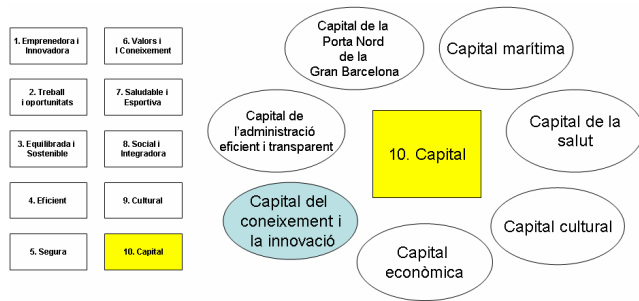 1. Emprenedora i
Innovadora
6. Valors i
l Coneixement
2. Treball
i oportunitats
7. Saludable i
Esportiva
3. Equilibrada i
Sostenible
8. Social i
Integradora
4. Eficient
9. Cultural
5. Segura
10. Capital
Capital de la
Porta Nord
de la
Gran Barcelona
Capital marítima
Capital de
l'administració
eficient i transparent
10. Capital
Capital de la
salut
Capital del
coneixement i
la innovació
Capital cultural
Capital
econòmica